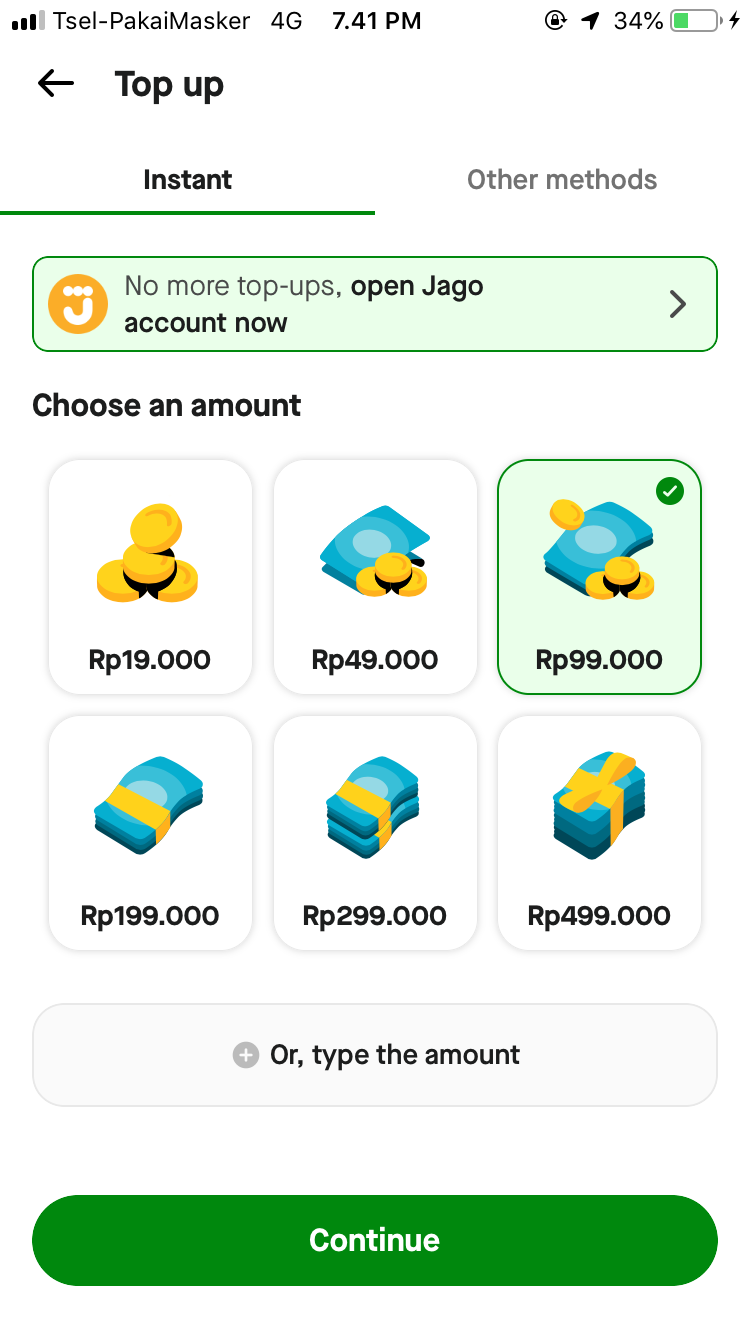 Tsel-PakaiMasker 4G 7.41 PM 34%
Top up
Instant Other methods
No more top-ups, open Jago
account now
Choose an amount
Rp19.000 Rp49.000 Rp99.000
Rp199.000 Rp299.000 Rp499.000
Or, type the amount
Continue